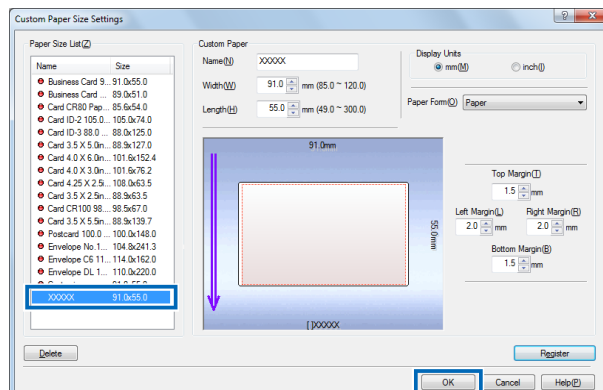 Custom Paper Size Settings
Paper Size List(Z)
Name Size
Business Card 9... 91.0x55.0
Business Card ... 89.0x51.0
Card CR80 Pap... 85.6x54.0
Card ID-2 105.0... 105.0x74.0
Card ID-3 88.0 ... 88.0x125.0
Card 3.5 X 5.0in... 88.9x127.0
Card 4.0 X 6.0in... 101.6x152.4
Card 4.0 X 3.0in... 101.6x76.2
Card 4.25 X 2.5i... 108.0x63.5
Card 3.5 X 2.5in... 88.9x63.5
Card CR100 98... 98.5x67.0
Card 3.5 X 5.5in... 88.9x139.7
Postcard 100.0 ... 100.0x148.0
Envelope No.1... 104.8x241.3
Envelope C6 11... 114.0x162.0
Envelope DL 1... 110.0x220.0
XXXXX 91.0x55.0
Delete
Custom Paper
Name(N) XXXXX
Width(W) 91.0 mm (85.0 ~ 120.0)
Length(H) 55.0 mm (49.0 ~ 300.0)
Display Units
mm(M) inch(I)
Paper Form(O) Paper
91.0mm
55.0mm
[ ]XXXXX
Top Margin(T)
1.5 mm
Left Margin(L) Right Margin(R)
2.0 mm 2.0 mm
Bottom Margin(B)
1.5 mm
Register
OK Cancel Help(P)